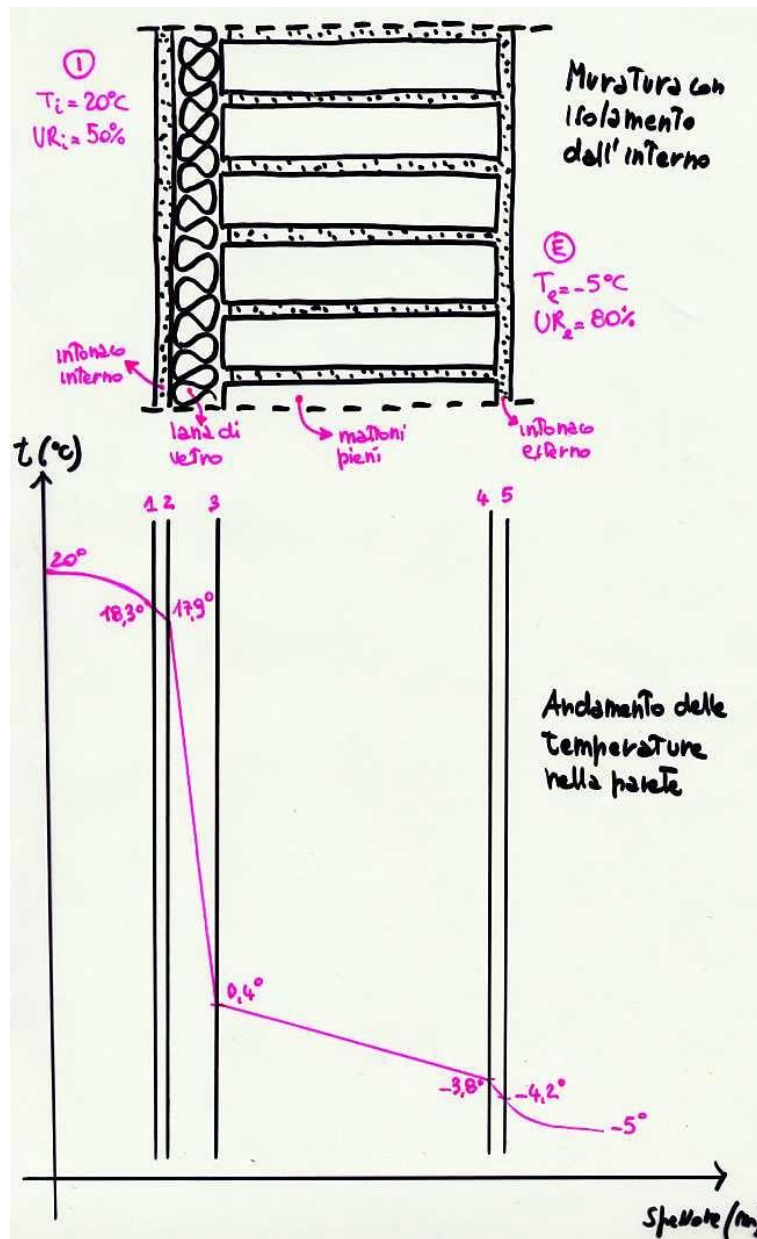 I
Ti = 20°C
URi = 50%
Muratura con
isolamento
dall'interno
E
Te = -5°C
URe = 80%
intonaco
interno
lana di
vetro
mattoni
pieni
intonaco
esterno
t (°C)
1 2 3 4 5
20°
18,3° 17,9°
Andamento delle
temperature
nella parete
0,4°
-3,8° -4,2°
-5°
Spessore (m